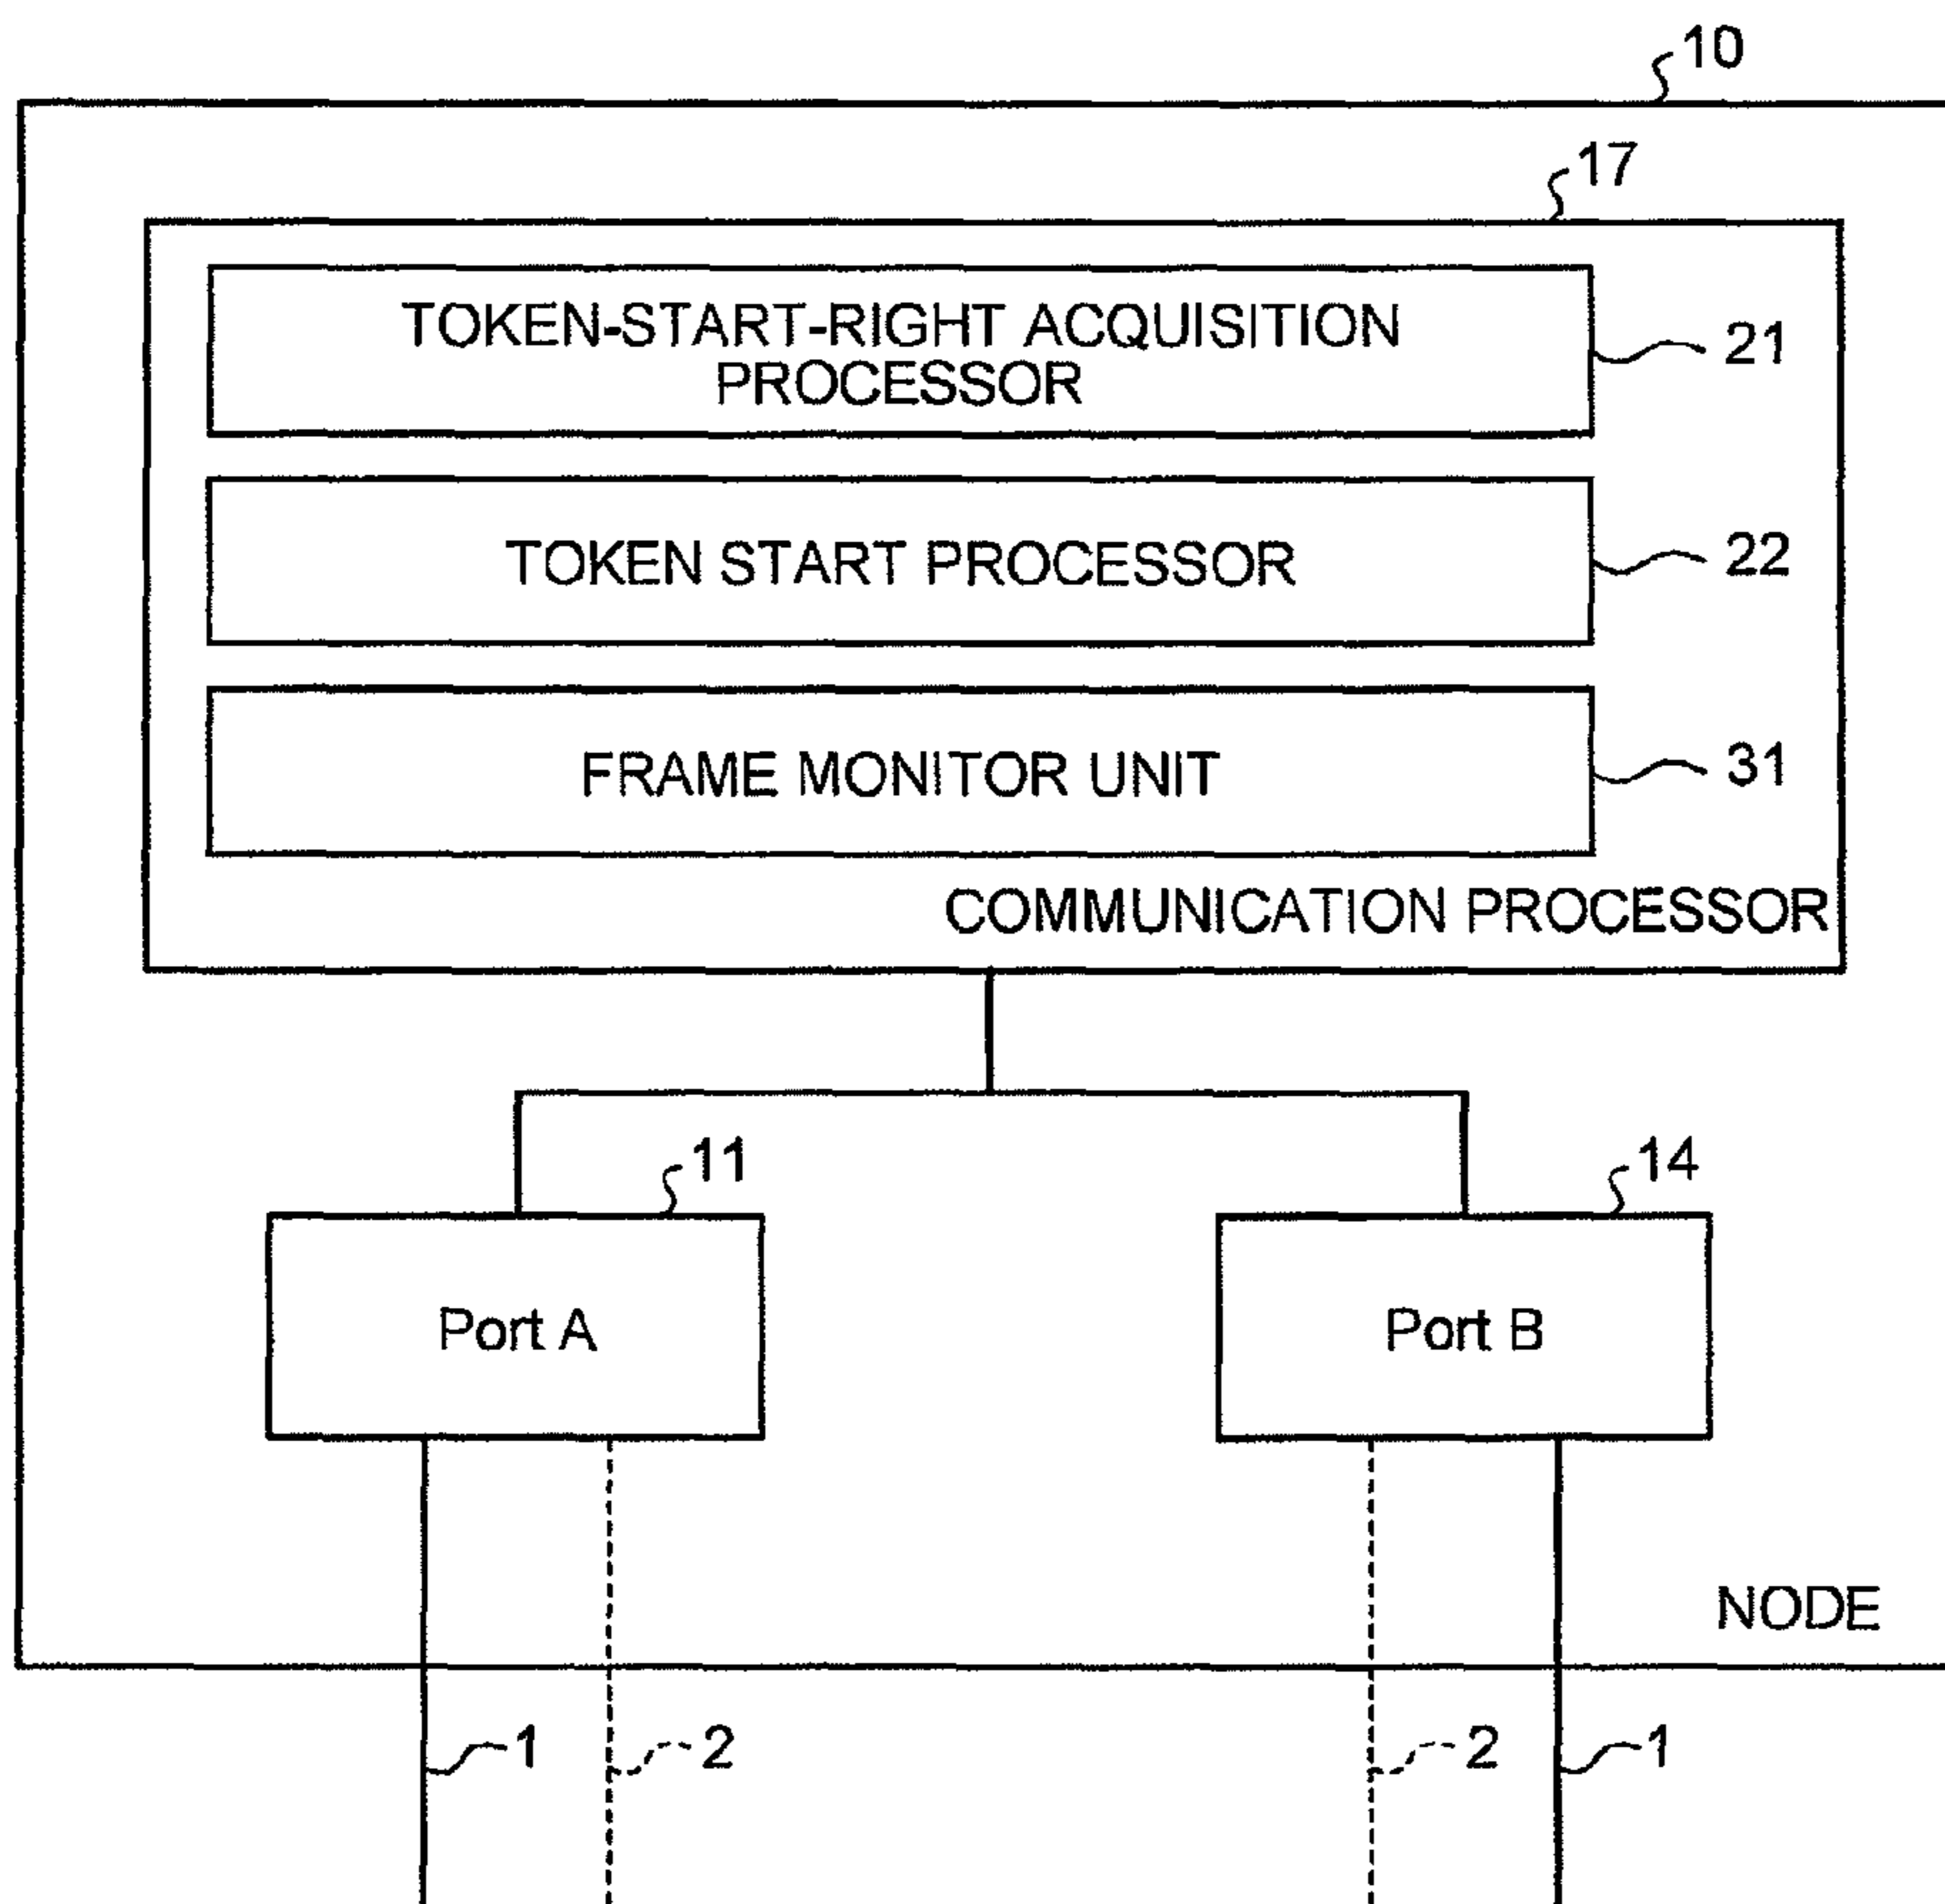 10
17
TOKEN-START-RIGHT ACQUISITION
PROCESSOR
21
TOKEN START PROCESSOR
22
FRAME MONITOR UNIT
31
COMMUNICATION PROCESSOR
11
14
Port A
Port B
NODE
1
2
2
1